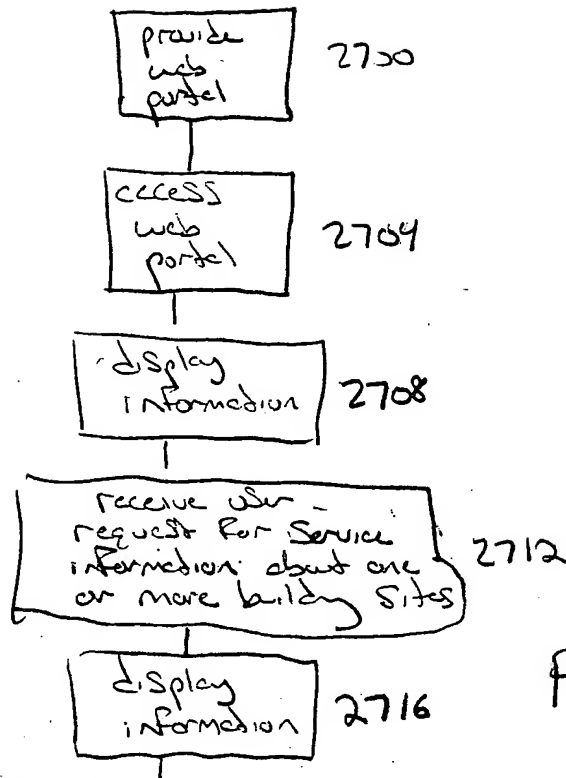 provide
web
portal
2700
access
web
portal
2704
display
information
2708
receive user
request for service
information about one
or more building sites
2712
display
information
2716
F